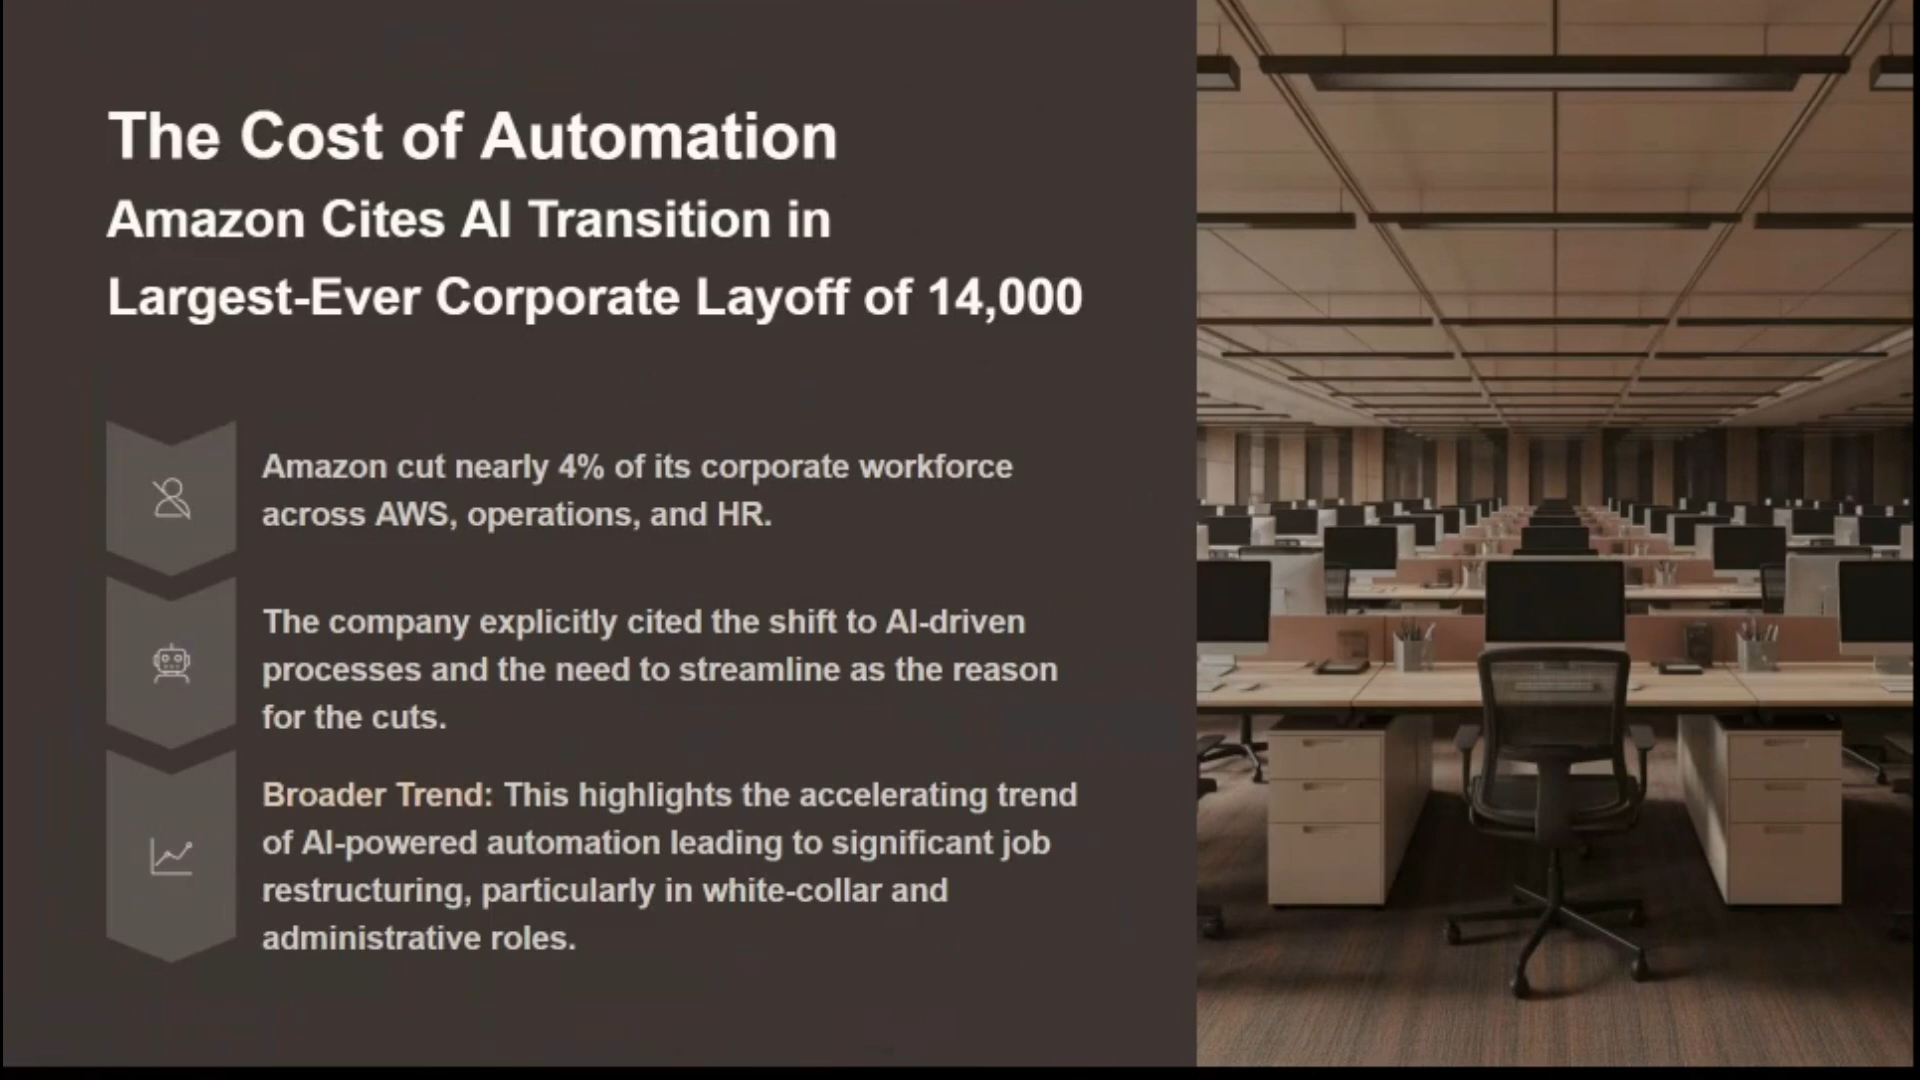 The Cost of Automation
Amazon Cites AI Transition in
Largest-Ever Corporate Layoff of 14,000
Amazon cut nearly 4% of its corporate workforce
across AWS, operations, and HR.
The company explicitly cited the shift to AI-driven
processes and the need to streamline as the reason
for the cuts.
Broader Trend: This highlights the accelerating trend
of AI-powered automation leading to significant job
restructuring, particularly in white-collar and
administrative roles.